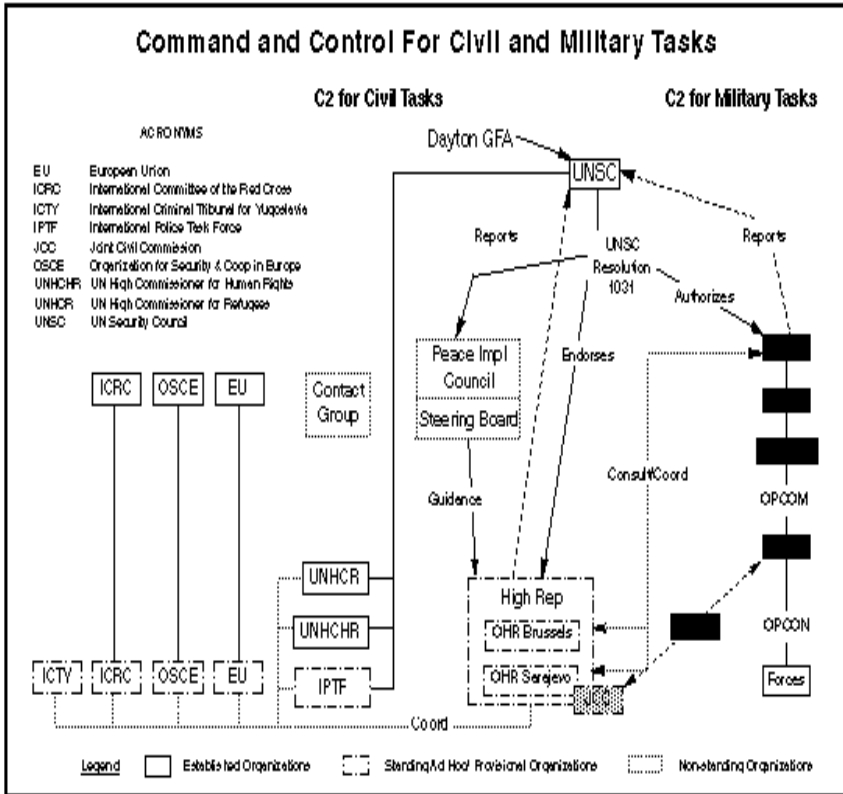 Command and Control For Civil and Military Tasks
C2 for Civil Tasks
C2 for Military Tasks
ACRONYMS
EU European Union
ICRC International Committee of the Red Cross
ICTY International Criminal Tribunal for Yugoslavia
IPTF International Police Task Force
JCC Joint Civil Commission
OSCE Organization for Security & Coop in Europe
UNHCHR UN High Commissioner for Human Rights
UNHCR UN High Commissioner for Refugees
UNSC UN Security Council
Dayton GFA
UNSC
Reports
UNSC
Resolution
1031
Reports
Authorizes
Peace Impl
Council
Steering Board
Endorses
ICRC
OSCE
EU
Contact
Group
Consult/Coord
Guidance
OPCOM
UNHCR
High Rep
UNHCHR
OHR Brussels
OPCON
ICTY
ICRC
OSCE
EU
IPTF
OHR Serejevo
Forces
Coord
Legend
Established Organizations
Standing Ad Hoc/ Provisional Organizations
Non-standing Organizations